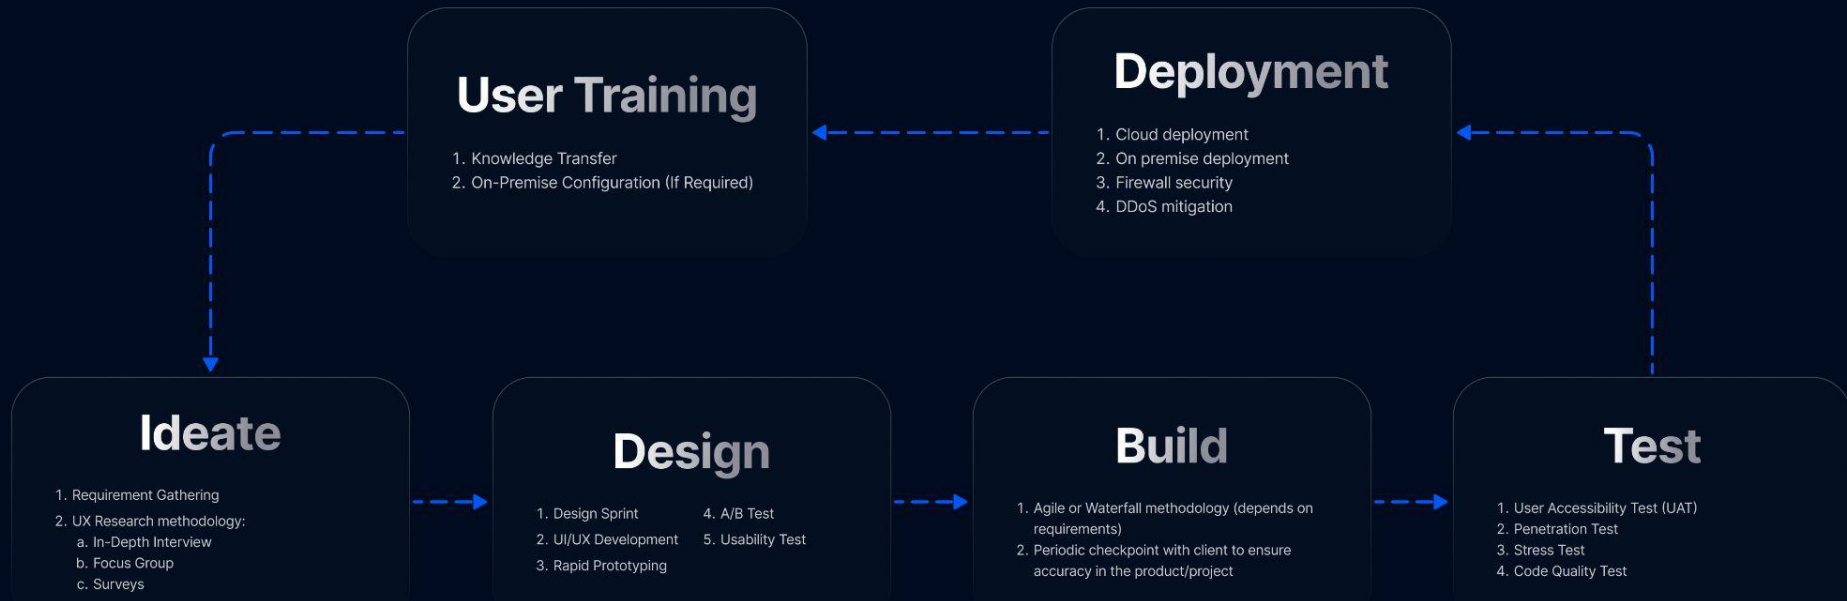 User Training
1. Knowledge Transfer
2. On-Premise Configuration (If Required)
Deployment
1. Cloud deployment
2. On premise deployment
3. Firewall security
4. DDoS mitigation
Ideate
1. Requirement Gathering
2. UX Research methodology:
a. In-Depth Interview
b. Focus Group
c. Surveys
Design
1. Design Sprint
2. UI/UX Development
3. Rapid Prototyping
4. A/B Test
5. Usability Test
Build
1. Agile or Waterfall methodology (depends on
requirements)
2. Periodic checkpoint with client to ensure
accuracy in the product/project
Test
1. User Accessibility Test (UAT)
2. Penetration Test
3. Stress Test
4. Code Quality Test